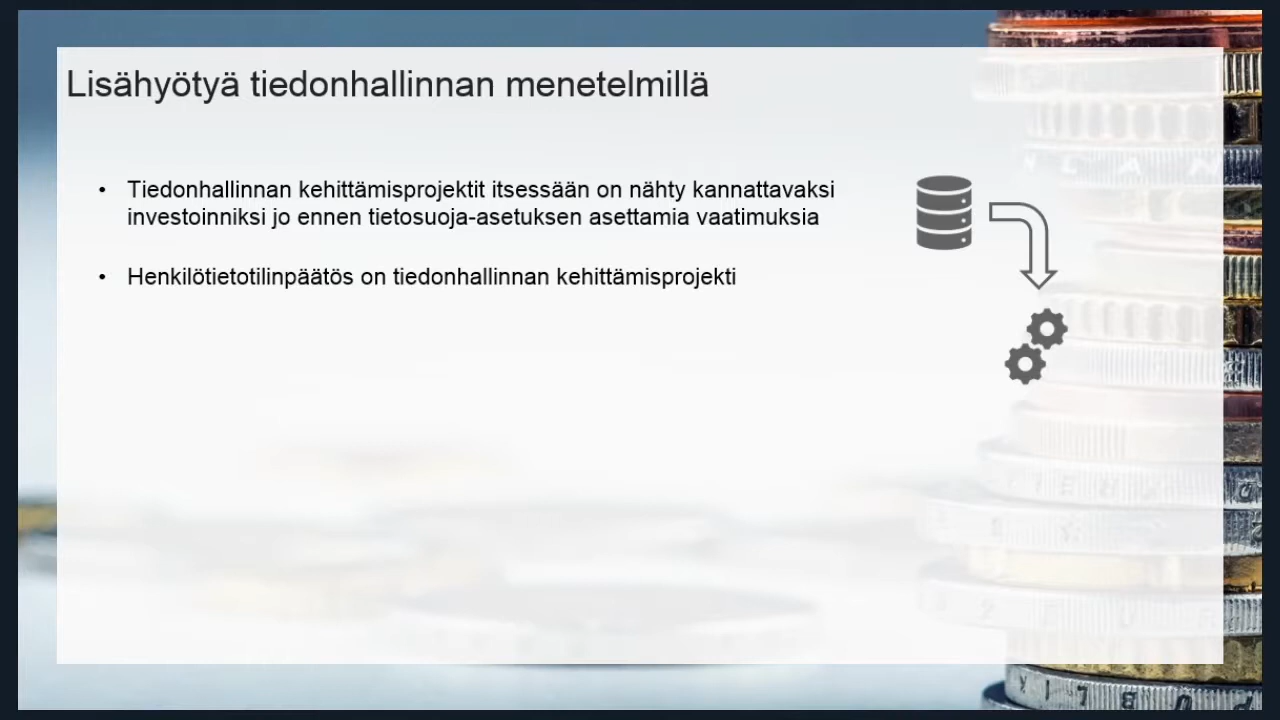 Lisähyötyä tiedonhallinnan menetelmillä
• Tiedonhallinnan kehittämisprojektit itsessään on nähty kannattavaksi
investoinniksi jo ennen tietosuoja-asetuksen asettamia vaatimuksia
• Henkilötietotilinpäätös on tiedonhallinnan kehittämisprojekti